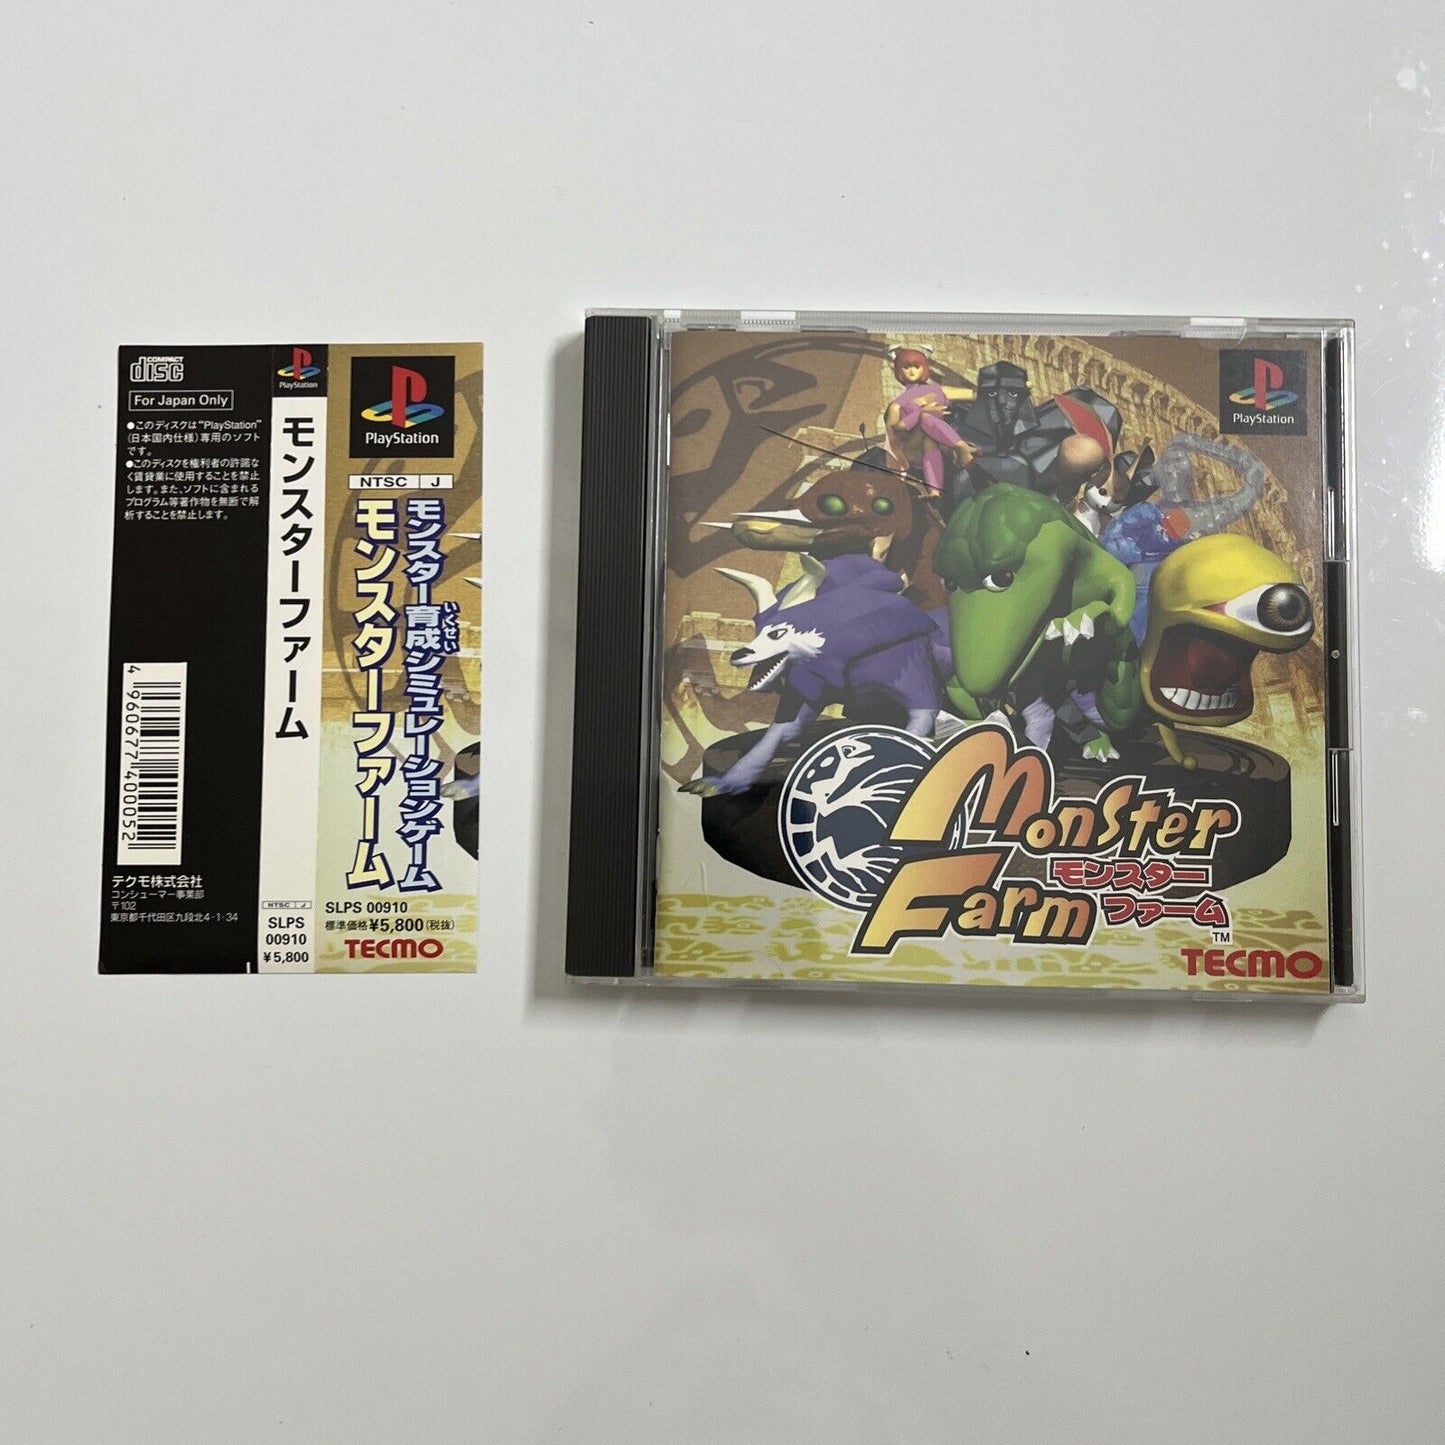 COMPACT
disc
For Japan Only
●このディスクは"PlayStation"
(日本国内仕様)専用のソフト
です。
●このディスクを権利者の許諾な
く賃貸業に使用することを禁止
します。また、ソフトに含まれる
プログラム等著作物を無断で解
析することを禁止します。
4 960677 400052
テクモ株式会社
コンシューマー事業部
〒102
東京都千代田区九段北4-1-34
PlayStation
モンスターファーム
NTSC J
SLPS
00910
¥5,800
PlayStation
NTSC J
モンスター育成シミュレーションゲーム
いくせい
モンスターファーム
SLPS 00910
標準価格¥5,800(税抜)
TECMO
PlayStation
Monster
Farm
モンスター
ファーム
TM
TECMO